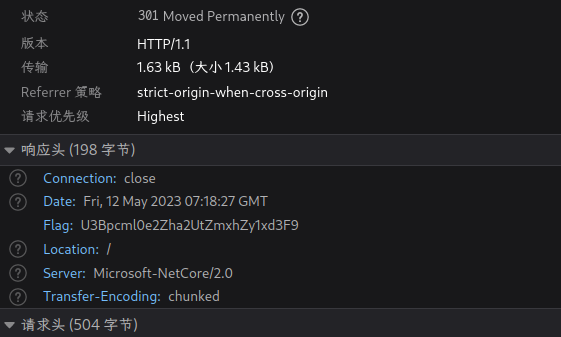 状态 301 Moved Permanently ?
版本 HTTP/1.1
传输 1.63 kB（大小 1.43 kB）
Referrer 策略 strict-origin-when-cross-origin
请求优先级 Highest
响应头 (198 字节)
? Connection: close
? Date: Fri, 12 May 2023 07:18:27 GMT
Flag: U3Bpcml0e2Zha2UtZmxhZy1xd3F9
? Location: /
? Server: Microsoft-NetCore/2.0
? Transfer-Encoding: chunked
请求头 (504 字节)